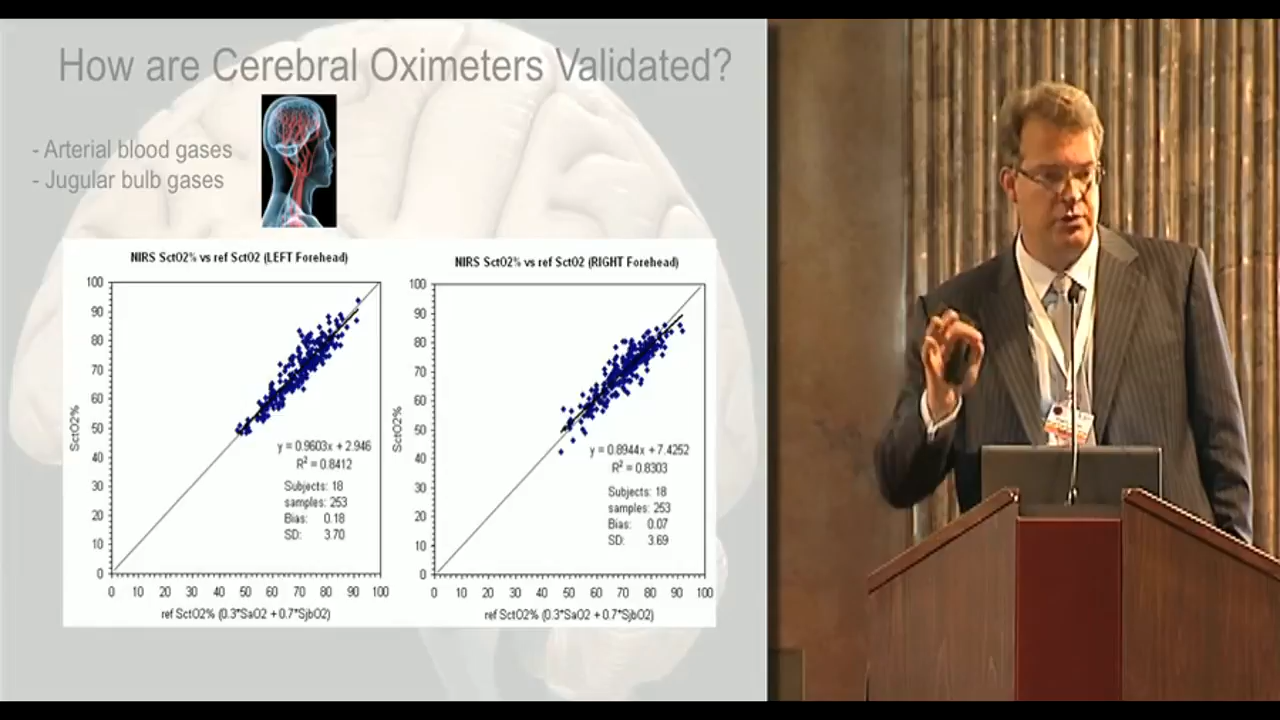 How are Cerebral Oximeters Validated?
- Arterial blood gases
- Jugular bulb gases
NIRS SctO2% vs ref SctO2 (LEFT Forehead)
100
90
80
70
60
50
40
30
20
10
0
SctO2%
y = 0.9603x + 2.946
R² = 0.8412
Subjects: 18
samples: 253
Bias: 0.18
SD: 3.70
0 10 20 30 40 50 60 70 80 90 100
ref SctO2% (0.3*SaO2 + 0.7*SjbO2)
NIRS SctO2% vs ref SctO2 (RIGHT Forehead)
100
90
80
70
60
50
40
30
20
10
0
SctO2%
y = 0.8944x + 7.4252
R² = 0.8303
Subjects: 18
samples: 253
Bias: 0.07
SD: 3.69
0 10 20 30 40 50 60 70 80 90 100
ref SctO2% (0.3*SaO2 + 0.7*SjbO2)